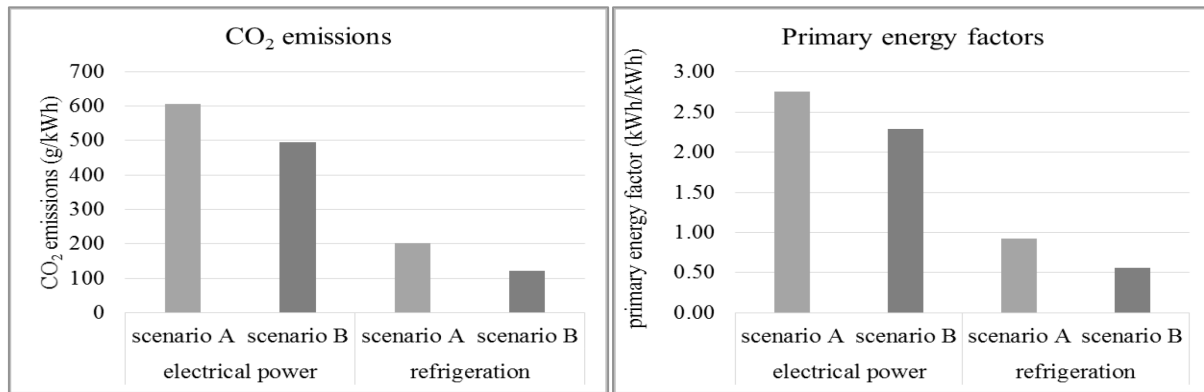 CO₂ emissions
CO₂ emissions (g/kWh)
700
600
500
400
300
200
100
0
scenario A scenario B scenario A scenario B
electrical power refrigeration
Primary energy factors
primary energy factor (kWh/kWh)
3.00
2.50
2.00
1.50
1.00
0.50
0.00
scenario A scenario B scenario A scenario B
electrical power refrigeration